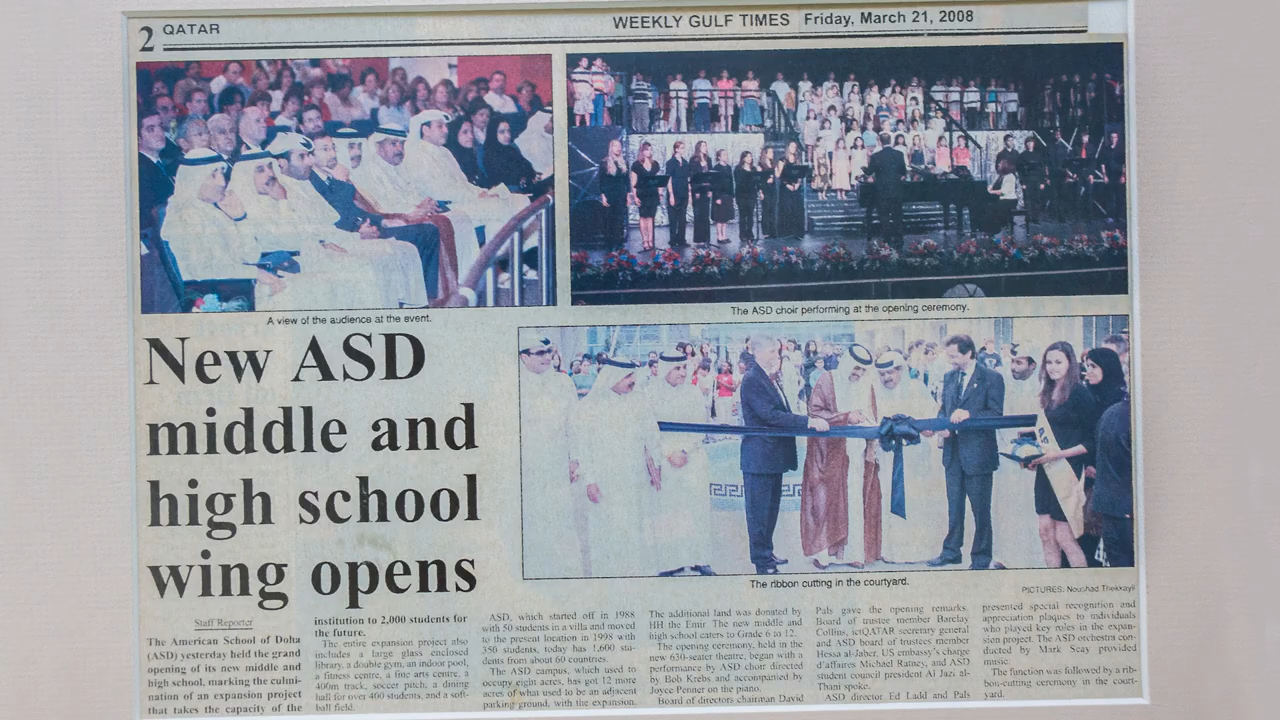 2 QATAR
WEEKLY GULF TIMES Friday, March 21, 2008
A view of the audience at the event.
The ASD choir performing at the opening ceremony.
New ASD
middle and
high school
wing opens
The ribbon cutting in the courtyard.
PICTURES: Noushad Thekkayil
Staff Reporter
The American School of Doha
(ASD) yesterday held the grand
opening of its new middle and
high school, marking the culmi-
nation of an expansion project
that takes the capacity of the
institution to 2,000 students for
the future.
The entire expansion project also
includes a large glass enclosed
library, a double gym, an indoor pool,
a fitness centre, a fine arts centre, a
400m track, soccer pitch, a dining
hall for over 400 students, and a soft-
ball field.
ASD, which started off in 1988
with 50 students in a villa and moved
to the present location in 1998 with
350 students, today has 1,600 stu-
dents from about 60 countries.
The ASD campus, which used to
occupy eight acres, has got 12 more
acres of what used to be an adjacent
parking ground, with the expansion.
The additional land was donated by
HH the Emir. The new middle and
high school caters to Grade 6 to 12.
The opening ceremony, held in the
new 630-seater theatre, began with a
performance by ASD choir directed
by Bob Krebs and accompanied by
Joyce Penner on the piano.
Board of directors chairman David
Pals gave the opening remarks.
Board of trustee member Barclay
Collins, ictQATAR secretary general
and ASD board of trustees member
Hessa al-Jaber, US embassy's charge
d'affaires Michael Ratney, and ASD
student council president Al Jazi al-
Thani spoke.
ASD director Ed Ladd and Pals
presented special recognition and
appreciation plaques to individuals
who played key roles in the expan-
sion project. The ASD orchestra con-
ducted by Mark Seay provided
music.
The function was followed by a rib-
bon-cutting ceremony in the court-
yard.